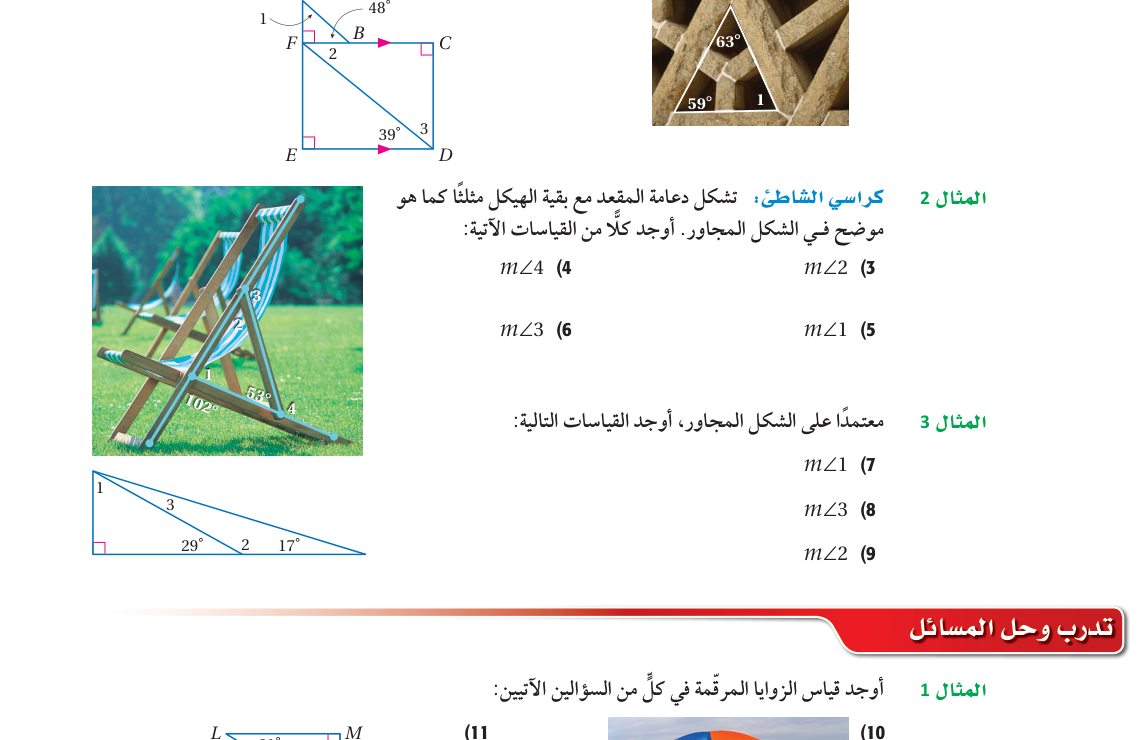 1
48°
F
B
C
2
39°
3
E
D
63°
59°
1
المثال 2
كراسي الشاطئ: تشكل دعامة المقعد مع بقية الهيكل مثلثًا كما هو
موضح في الشكل المجاور. أوجد كلًّا من القياسات الآتية:
3) m∠2
4) m∠4
5) m∠1
6) m∠3
3
2
1
102°
53°
4
المثال 3
معتمدًا على الشكل المجاور، أوجد القياسات التالية:
7) m∠1
8) m∠3
9) m∠2
1
3
29°
2
17°
تدرب وحل المسائل
المثال 1
أوجد قياس الزوايا المرقّمة في كلٍّ من السؤالين الآتيين:
10)
11)
L
M